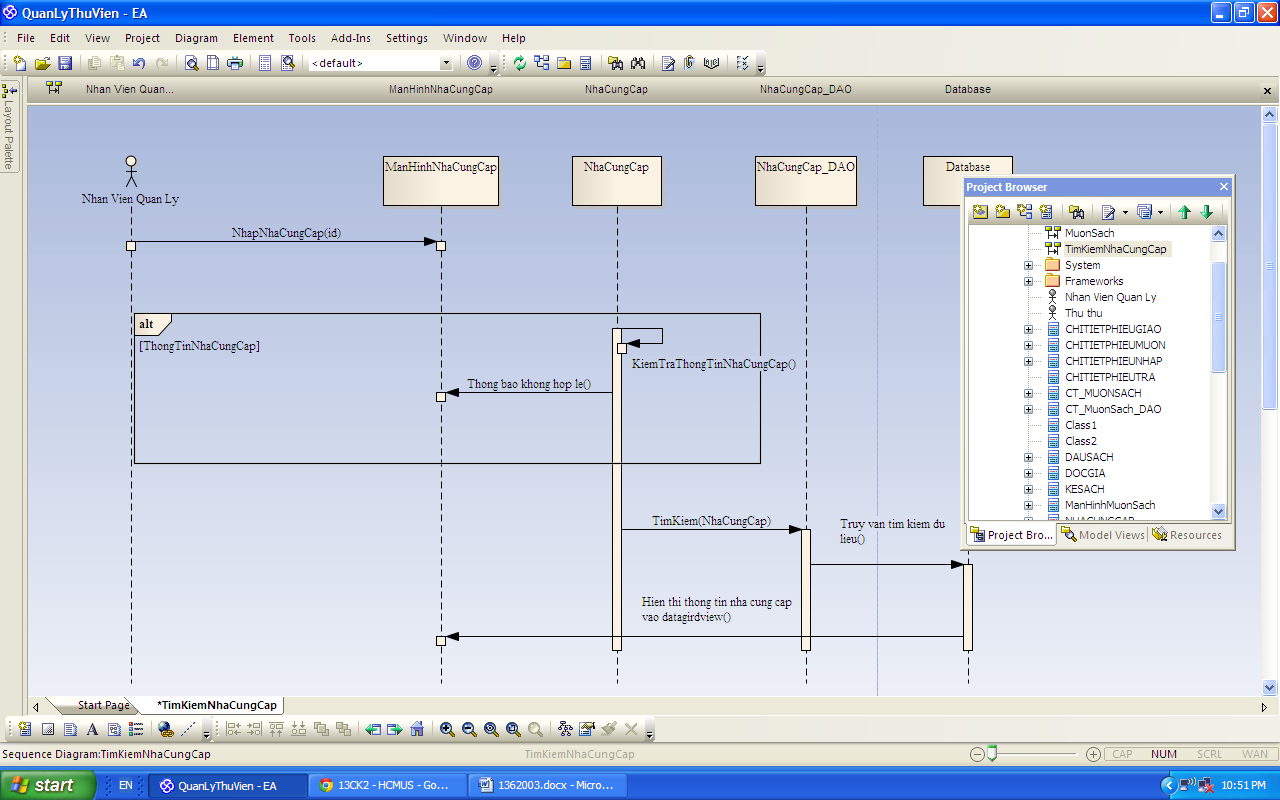 QuanLyThuVien - EA
File Edit View Project Diagram Element Tools Add-Ins Settings Window Help
<default>
Nhan Vien Quan... ManHinhNhaCungCap NhaCungCap NhaCungCap_DAO Database
Layout Palette
ManHinhNhaCungCap NhaCungCap NhaCungCap_DAO Database
Nhan Vien Quan Ly
NhapNhaCungCap(id)
alt
[ThongTinNhaCungCap]
KiemTraThongTinNhaCungCap()
Thong bao khong hop le()
TimKiem(NhaCungCap)
Truy van tim kiem du
lieu()
Hien thi thong tin nha cung cap
vao datagirdview()
Project Browser
MuonSach
TimKiemNhaCungCap
System
Frameworks
Nhan Vien Quan Ly
Thu thu
CHITIETPHIEUGIAO
CHITIETPHIEUMUON
CHITIETPHIEUNHAP
CHITIETPHIEUTRA
CT_MUONSACH
CT_MuonSach_DAO
Class1
Class2
DAUSACH
DOCGIA
KESACH
ManHinhMuonSach
NHACUNGCAP
Project Bro... Model Views Resources
Start Page *TimKiemNhaCungCap
A
Sequence Diagram:TimKiemNhaCungCap TimKiemNhaCungCap CAP NUM SCRL WAN
start EN QuanLyThuVien - EA 13CK2 - HCMUS - Go... 1362003.docx - Micro... 10:51 PM